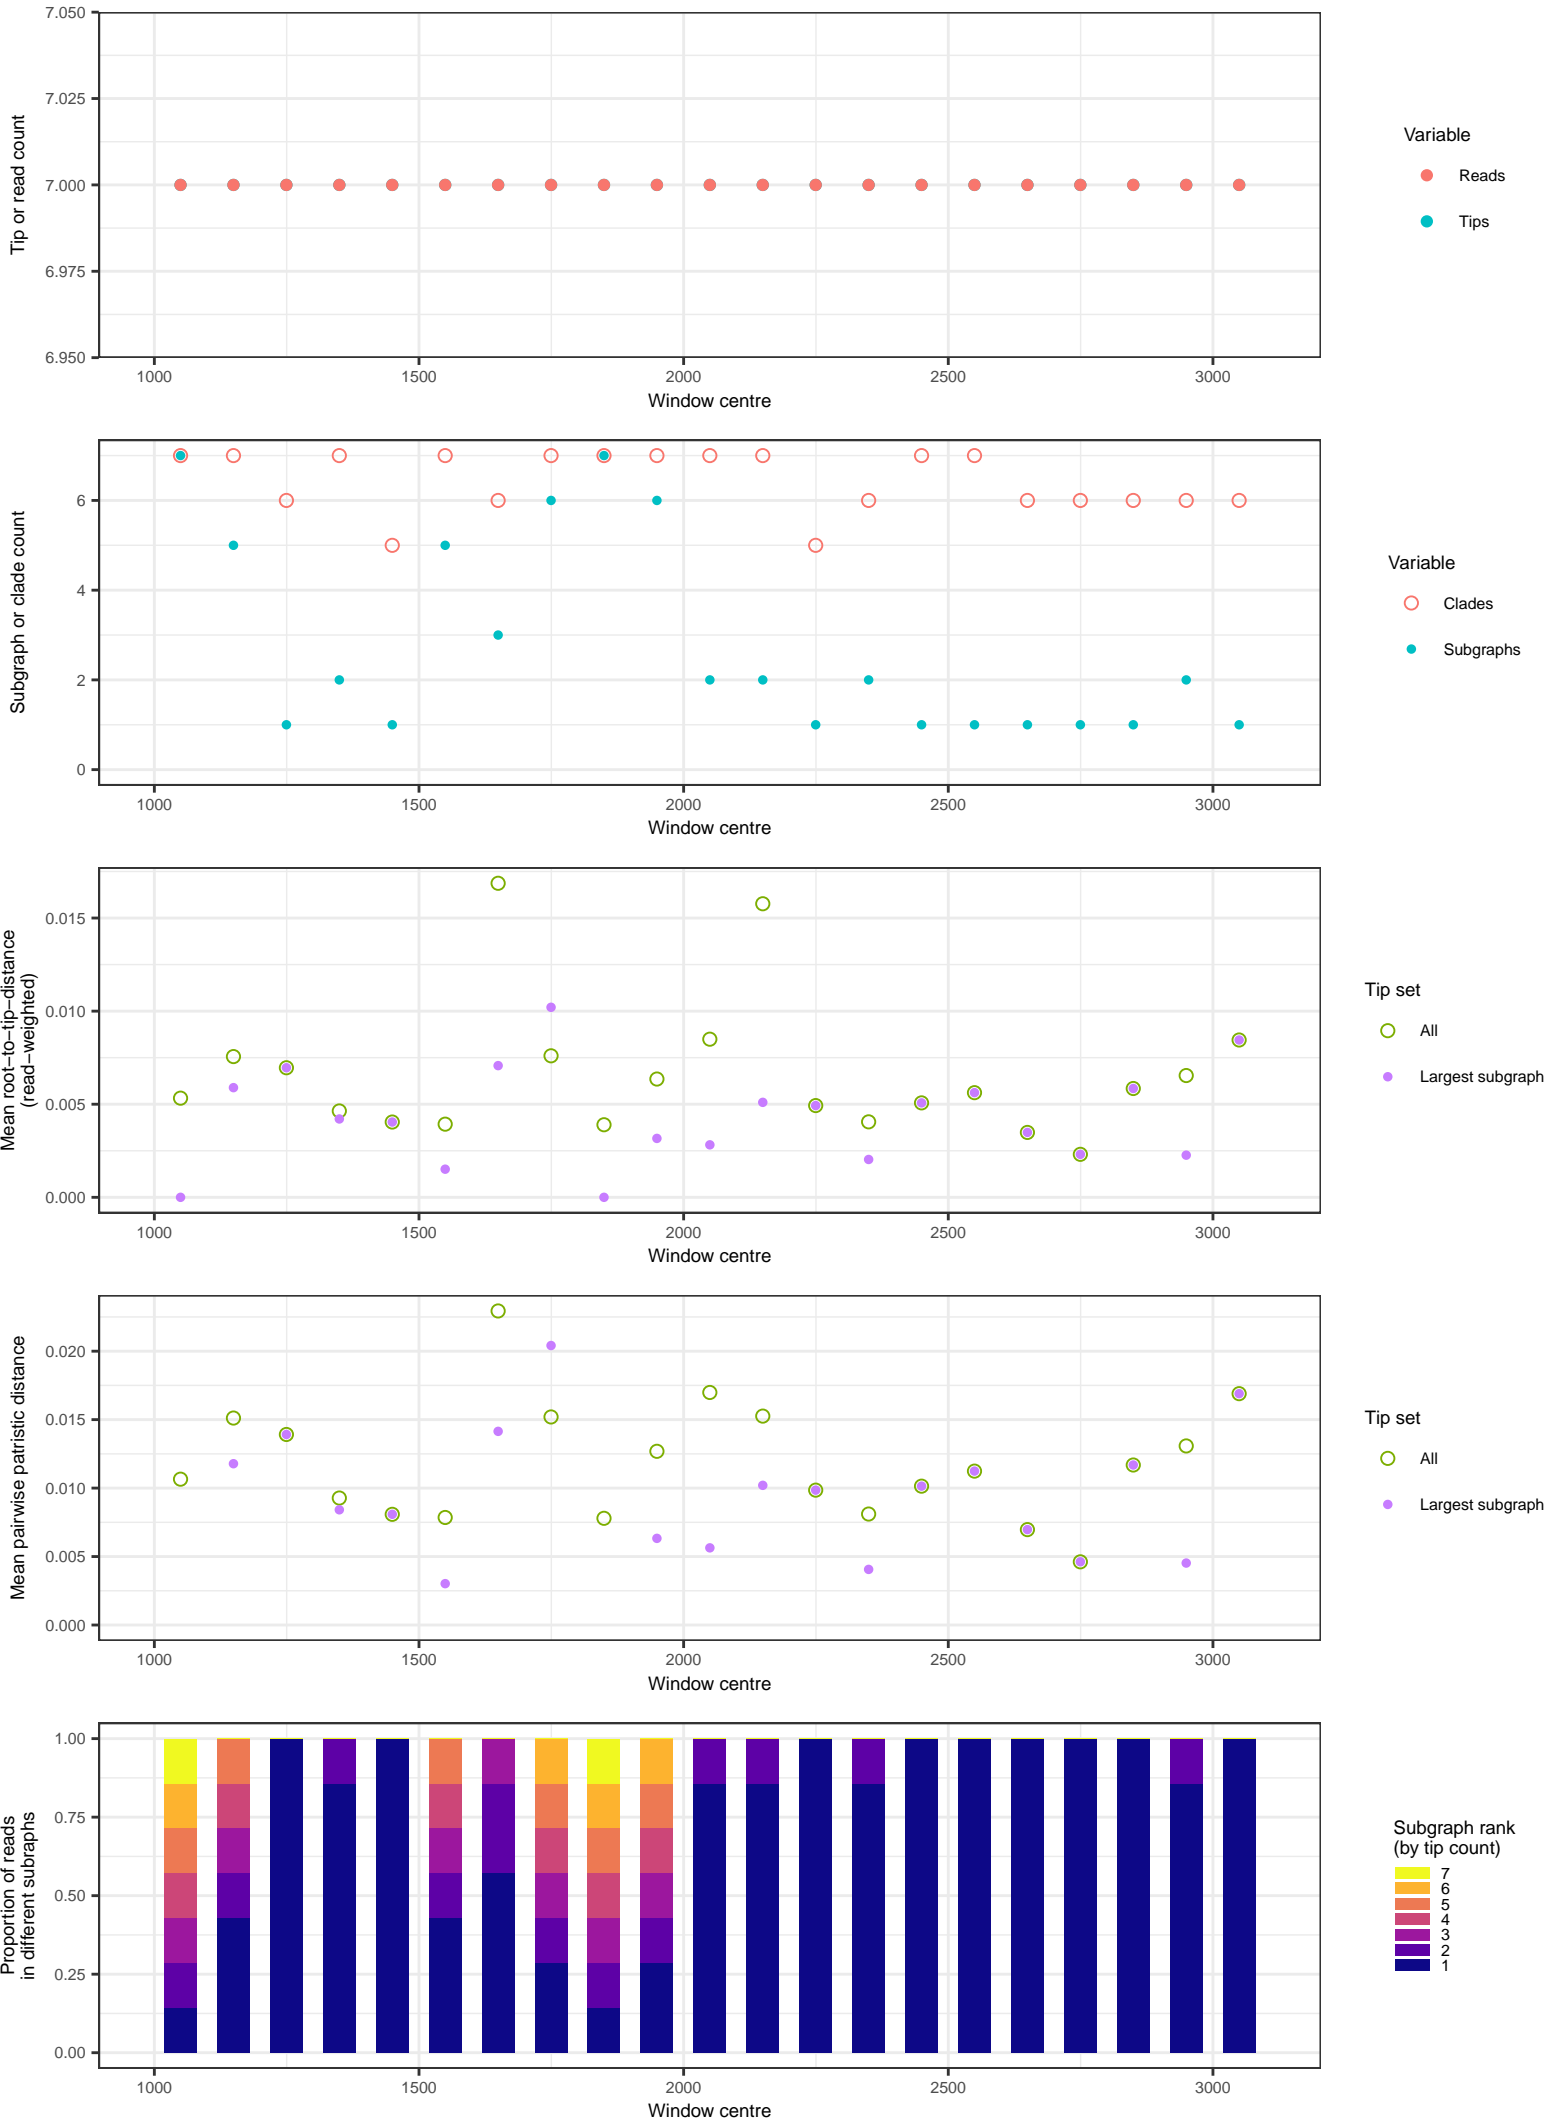 7.050
7.025
7.000
6.975
6.950
Tip or read count
1000
1500
2000
2500
3000
Window centre
Variable
Reads
Tips
6
4
2
0
Subgraph or clade count
1000
1500
2000
2500
3000
Window centre
Variable
Clades
Subgraphs
0.015
0.010
0.005
0.000
Mean root−to−tip−distance
(read−weighted)
1000
1500
2000
2500
3000
Window centre
Tip set
All
Largest subgraph
0.020
0.015
0.010
0.005
0.000
Mean pairwise patristic distance
1000
1500
2000
2500
3000
Window centre
Tip set
All
Largest subgraph
1.00
0.75
0.50
0.25
0.00
Proportion of reads
in different subraphs
1000
1500
2000
2500
3000
Window centre
Subgraph rank
(by tip count)
7
6
5
4
3
2
1